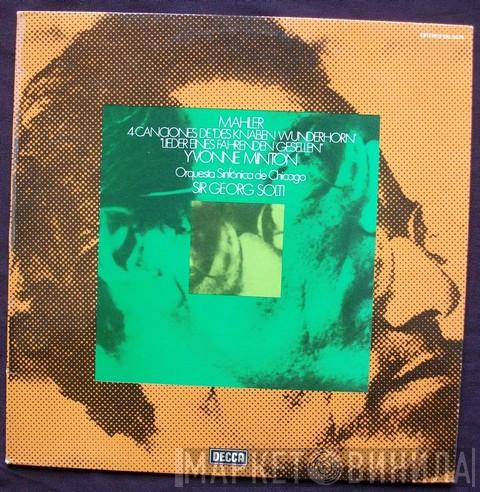 MAHLER
4 CANCIONES DE "DES KNABEN WUNDERHORN"
"LIEDER EINES FAHRENDEN GESELLEN"
YVONNE MINTON
Orquesta Sinfónica de Chicago
SIR GEORG SOLTI
DECCA
МАРКЕТ ВИНИЛА